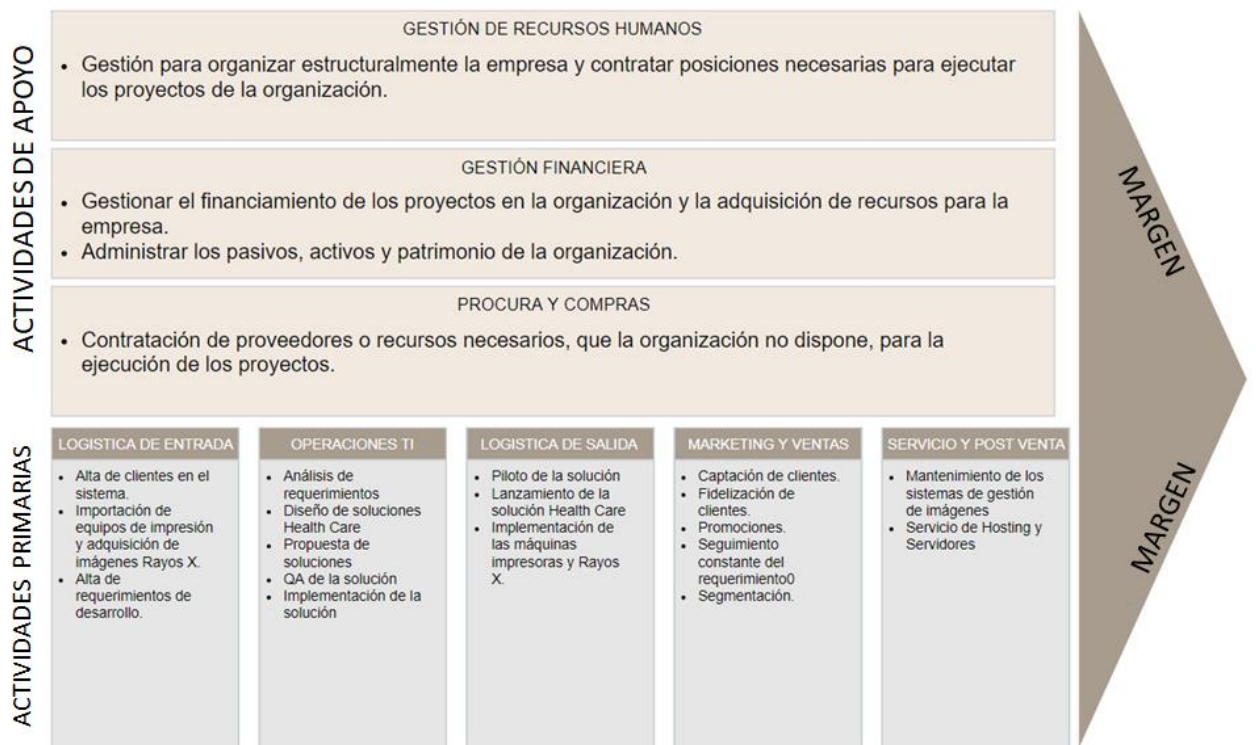 ACTIVIDADES DE APOYO
GESTIÓN DE RECURSOS HUMANOS
• Gestión para organizar estructuralmente la empresa y contratar posiciones necesarias para ejecutar
los proyectos de la organización.
GESTIÓN FINANCIERA
• Gestionar el financiamiento de los proyectos en la organización y la adquisición de recursos para la
empresa.
• Administrar los pasivos, activos y patrimonio de la organización.
PROCURA Y COMPRAS
• Contratación de proveedores o recursos necesarios, que la organización no dispone, para la
ejecución de los proyectos.
ACTIVIDADES PRIMARIAS
LOGISTICA DE ENTRADA
• Alta de clientes en el
sistema.
• Importación de
equipos de impresión
y adquisición de
imágenes Rayos X.
• Alta de
requerimientos de
desarrollo.
OPERACIONES TI
• Análisis de
requerimientos
• Diseño de soluciones
Health Care
• Propuesta de
soluciones
• QA de la solución
• Implementación de la
solución
LOGISTICA DE SALIDA
• Piloto de la solución
• Lanzamiento de la
solución Health Care
• Implementación de
las máquinas
impresoras y Rayos
X.
MARKETING Y VENTAS
• Captación de clientes.
• Fidelización de
clientes.
• Promociones.
• Seguimiento
constante del
requerimiento0
• Segmentación.
SERVICIO Y POST VENTA
• Mantenimiento de los
sistemas de gestión
de imágenes
• Servicio de Hosting y
Servidores
MARGEN
MARGEN